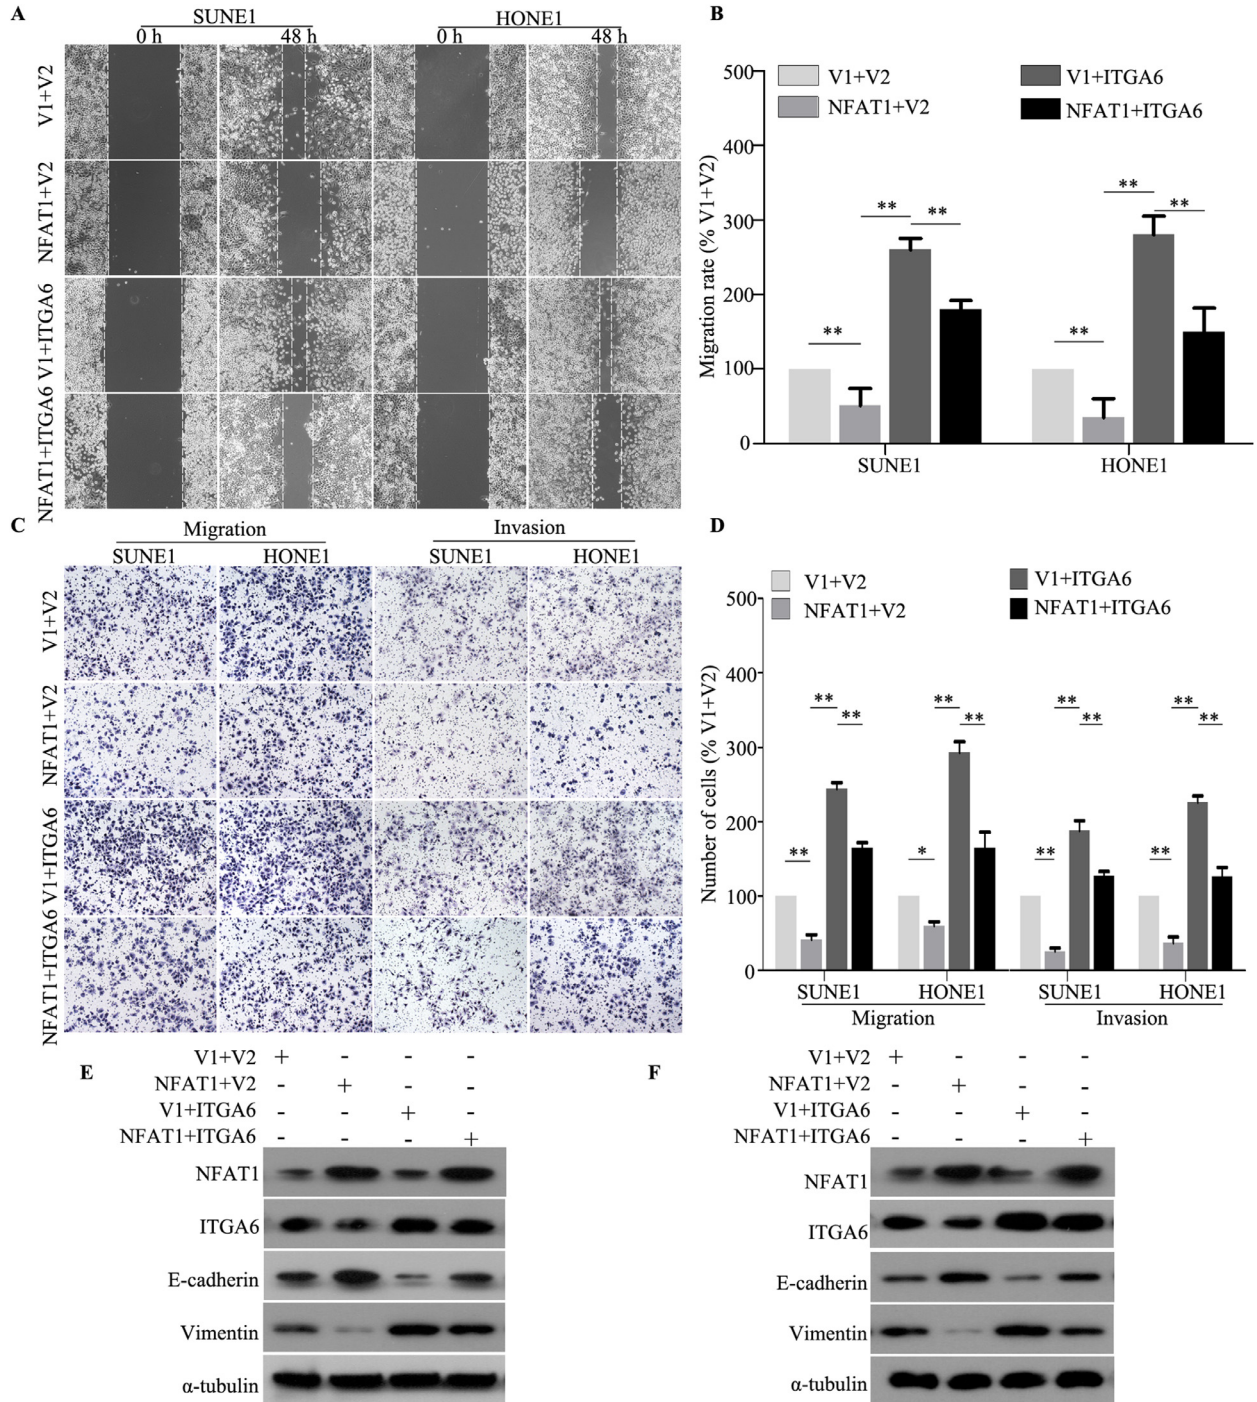 A
SUNE1
HONE1
0 h
48 h
0 h
48 h
V1+V2
NFAT1+V2
V1+ITGA6
NFAT1+ITGA6
B
V1+V2
NFAT1+V2
V1+ITGA6
NFAT1+ITGA6
Migration rate (% V1+V2)
500
400
300
200
100
0
** ** **
** ** **
SUNE1
HONE1
C
Migration
Invasion
SUNE1
HONE1
SUNE1
HONE1
V1+V2
NFAT1+V2
V1+ITGA6
NFAT1+ITGA6
D
V1+V2
NFAT1+V2
V1+ITGA6
NFAT1+ITGA6
Number of cells (% V1+V2)
500
400
300
200
100
0
** ** **
* ** **
** ** **
** ** **
SUNE1
HONE1
SUNE1
HONE1
Migration
Invasion
E
V1+V2 + - - -
NFAT1+V2 - + - -
V1+ITGA6 - - + -
NFAT1+ITGA6 - - - +
NFAT1
ITGA6
E-cadherin
Vimentin
α-tubulin
F
V1+V2 + - - -
NFAT1+V2 - + - -
V1+ITGA6 - - + -
NFAT1+ITGA6 - - - +
NFAT1
ITGA6
E-cadherin
Vimentin
α-tubulin